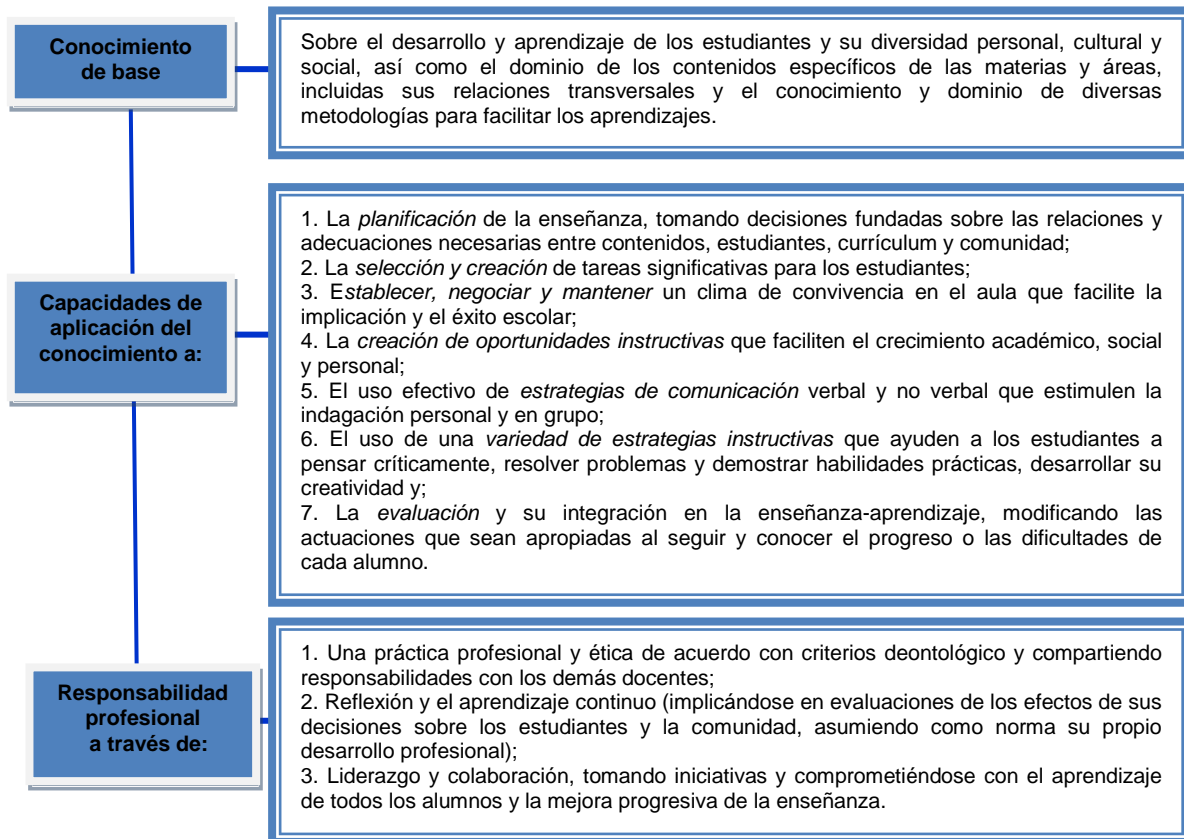 Conocimiento
de base
Sobre el desarrollo y aprendizaje de los estudiantes y su diversidad personal, cultural y
social, así como el dominio de los contenidos específicos de las materias y áreas,
incluidas sus relaciones transversales y el conocimiento y dominio de diversas
metodologías para facilitar los aprendizajes.
Capacidades de
aplicación del
conocimiento a:
1. La planificación de la enseñanza, tomando decisiones fundadas sobre las relaciones y
adecuaciones necesarias entre contenidos, estudiantes, currículum y comunidad;
2. La selección y creación de tareas significativas para los estudiantes;
3. Establecer, negociar y mantener un clima de convivencia en el aula que facilite la
implicación y el éxito escolar;
4. La creación de oportunidades instructivas que faciliten el crecimiento académico, social
y personal;
5. El uso efectivo de estrategias de comunicación verbal y no verbal que estimulen la
indagación personal y en grupo;
6. El uso de una variedad de estrategias instructivas que ayuden a los estudiantes a
pensar críticamente, resolver problemas y demostrar habilidades prácticas, desarrollar su
creatividad y;
7. La evaluación y su integración en la enseñanza-aprendizaje, modificando las
actuaciones que sean apropiadas al seguir y conocer el progreso o las dificultades de
cada alumno.
Responsabilidad
profesional
a través de:
1. Una práctica profesional y ética de acuerdo con criterios deontológico y compartiendo
responsabilidades con los demás docentes;
2. Reflexión y el aprendizaje continuo (implicándose en evaluaciones de los efectos de sus
decisiones sobre los estudiantes y la comunidad, asumiendo como norma su propio
desarrollo profesional);
3. Liderazgo y colaboración, tomando iniciativas y comprometiéndose con el aprendizaje
de todos los alumnos y la mejora progresiva de la enseñanza.